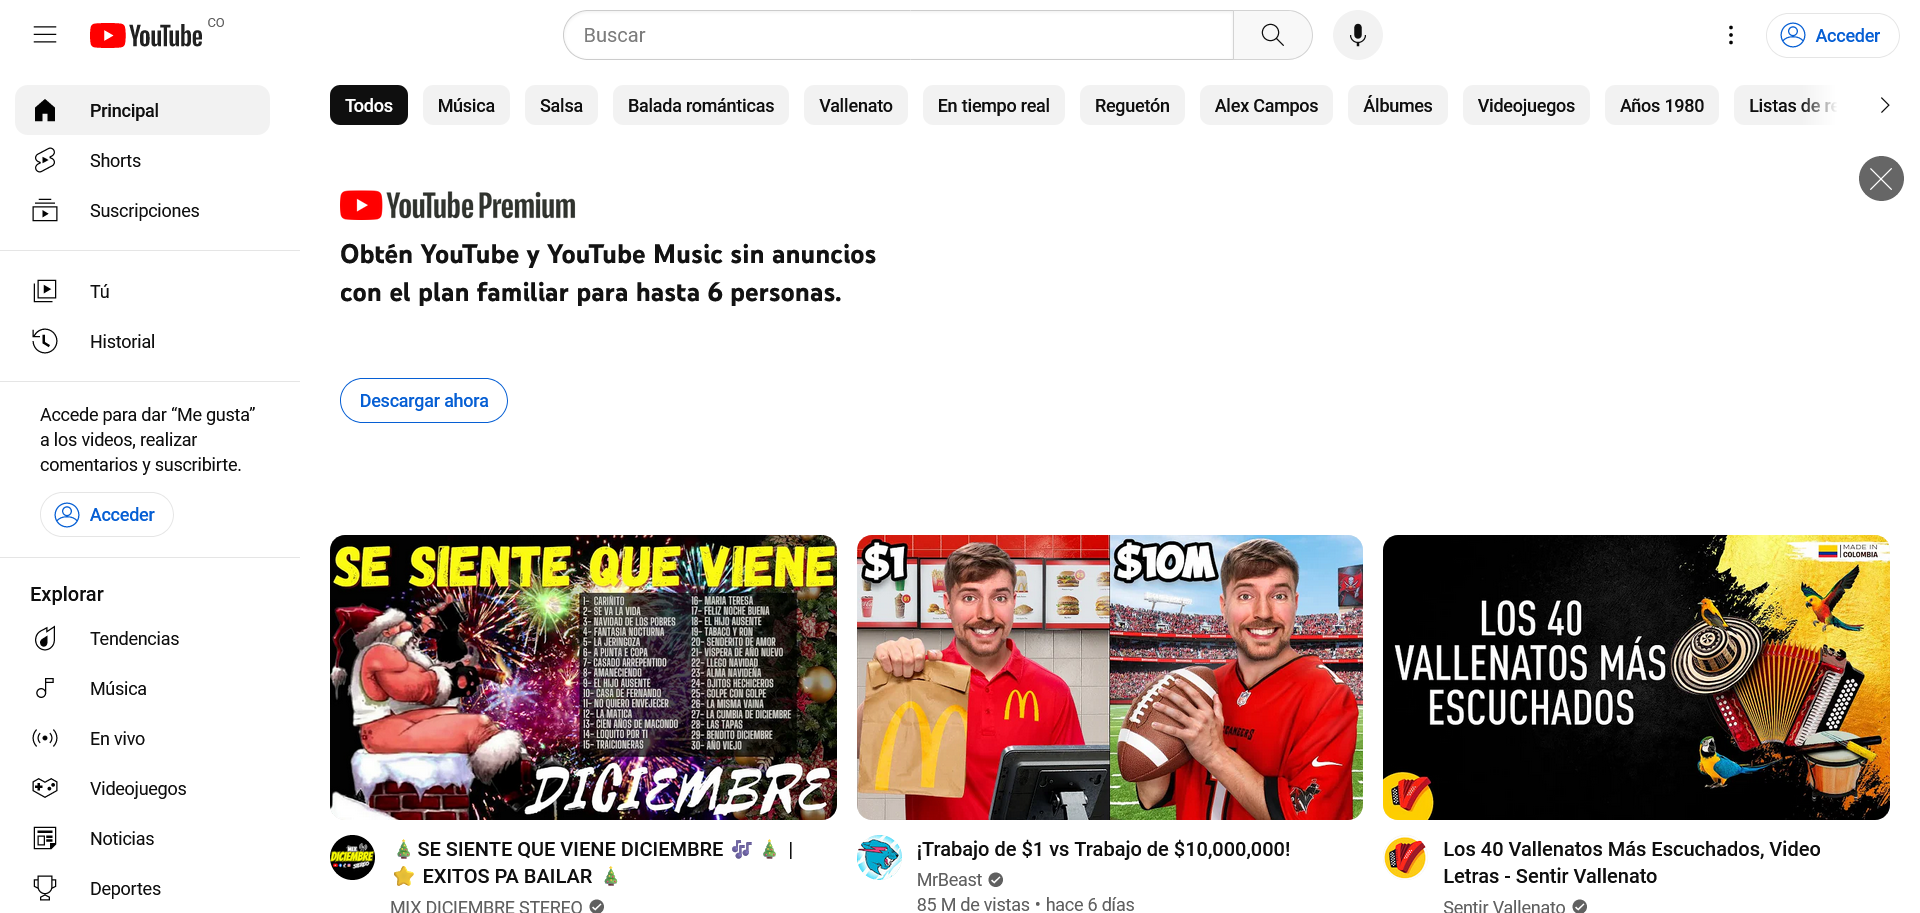 YouTube CO
Buscar
Acceder
Principal
Shorts
Suscripciones
Tú
Historial
Accede para dar “Me gusta”
a los videos, realizar
comentarios y suscribirte.
Acceder
Explorar
Tendencias
Música
En vivo
Videojuegos
Noticias
Deportes
Todos Música Salsa Balada románticas Vallenato En tiempo real Reguetón Alex Campos Álbumes Videojuegos Años 1980 Listas de re
YouTube Premium
Obtén YouTube y YouTube Music sin anuncios
con el plan familiar para hasta 6 personas.
Descargar ahora
SE SIENTE QUE VIENE
1- CARIÑITO
2- SE VA LA VIDA
3- NAVIDAD DE LOS POBRES
4- FANTASIA NOCTURNA
5- LA JERINGOZA
6- A PUNTA E COPA
7- CASADO ARREPENTIDO
8- AMANECIENDO
9- EL HIJO AUSENTE
10- CASA DE FERNANDO
11- NO QUIERO ENVEJECER
12- LA MATICA
13- CIEN AÑOS DE MACONDO
14- LOQUITO POR TI
15- TRAICIONERAS
16- MARIA TERESA
17- FELIZ NOCHE BUENA
18- EL HIJO AUSENTE
19- TABACO Y RON
20- SENDERITO DE AMOR
21- VISPERA DE AÑO NUEVO
22- LLEGO NAVIDAD
23- ALMA NAVIDEÑA
24- OJITOS HECHICEROS
25- GOLPE CON GOLPE
26- LA MISMA VAINA
27- LA CUMBIA DE DICIEMBRE
28- LAS TAPAS
29- BENDITO DICIEMBRE
30- AÑO VIEJO
DICIEMBRE
🎄 SE SIENTE QUE VIENE DICIEMBRE 🎶 🎄 |
⭐ EXITOS PA BAILAR 🎄
MIX DICIEMBRE STEREO
$1
$10M
¡Trabajo de $1 vs Trabajo de $10,000,000!
MrBeast
85 M de vistas • hace 6 días
MADE IN
COLOMBIA
LOS 40
VALLENATOS MÁS
ESCUCHADOS
Los 40 Vallenatos Más Escuchados, Video
Letras - Sentir Vallenato
Sentir Vallenato